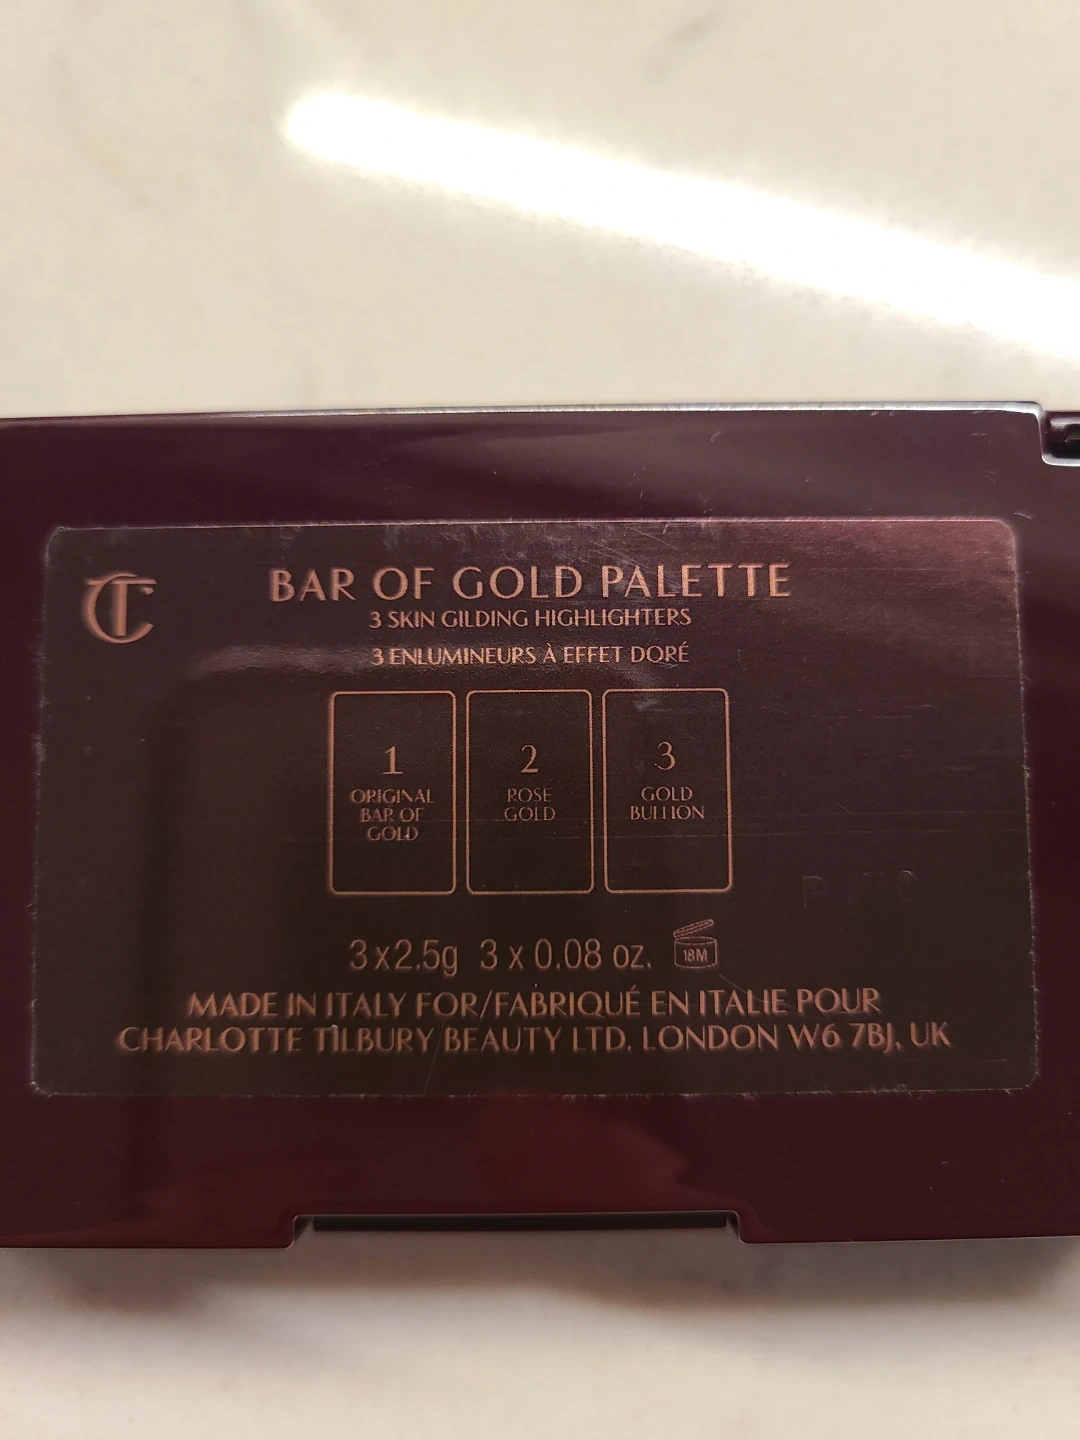 CT
BAR OF GOLD PALETTE
3 SKIN GILDING HIGHLIGHTERS
3 ENLUMINEURS À EFFET DORÉ
1
ORIGINAL
BAR OF
GOLD
2
ROSE
GOLD
3
GOLD
BULLION
3x2.5g 3 x 0.08 oz. 18M
MADE IN ITALY FOR/FABRIQUÉ EN ITALIE POUR
CHARLOTTE TILBURY BEAUTY LTD. LONDON W6 7BJ, UK